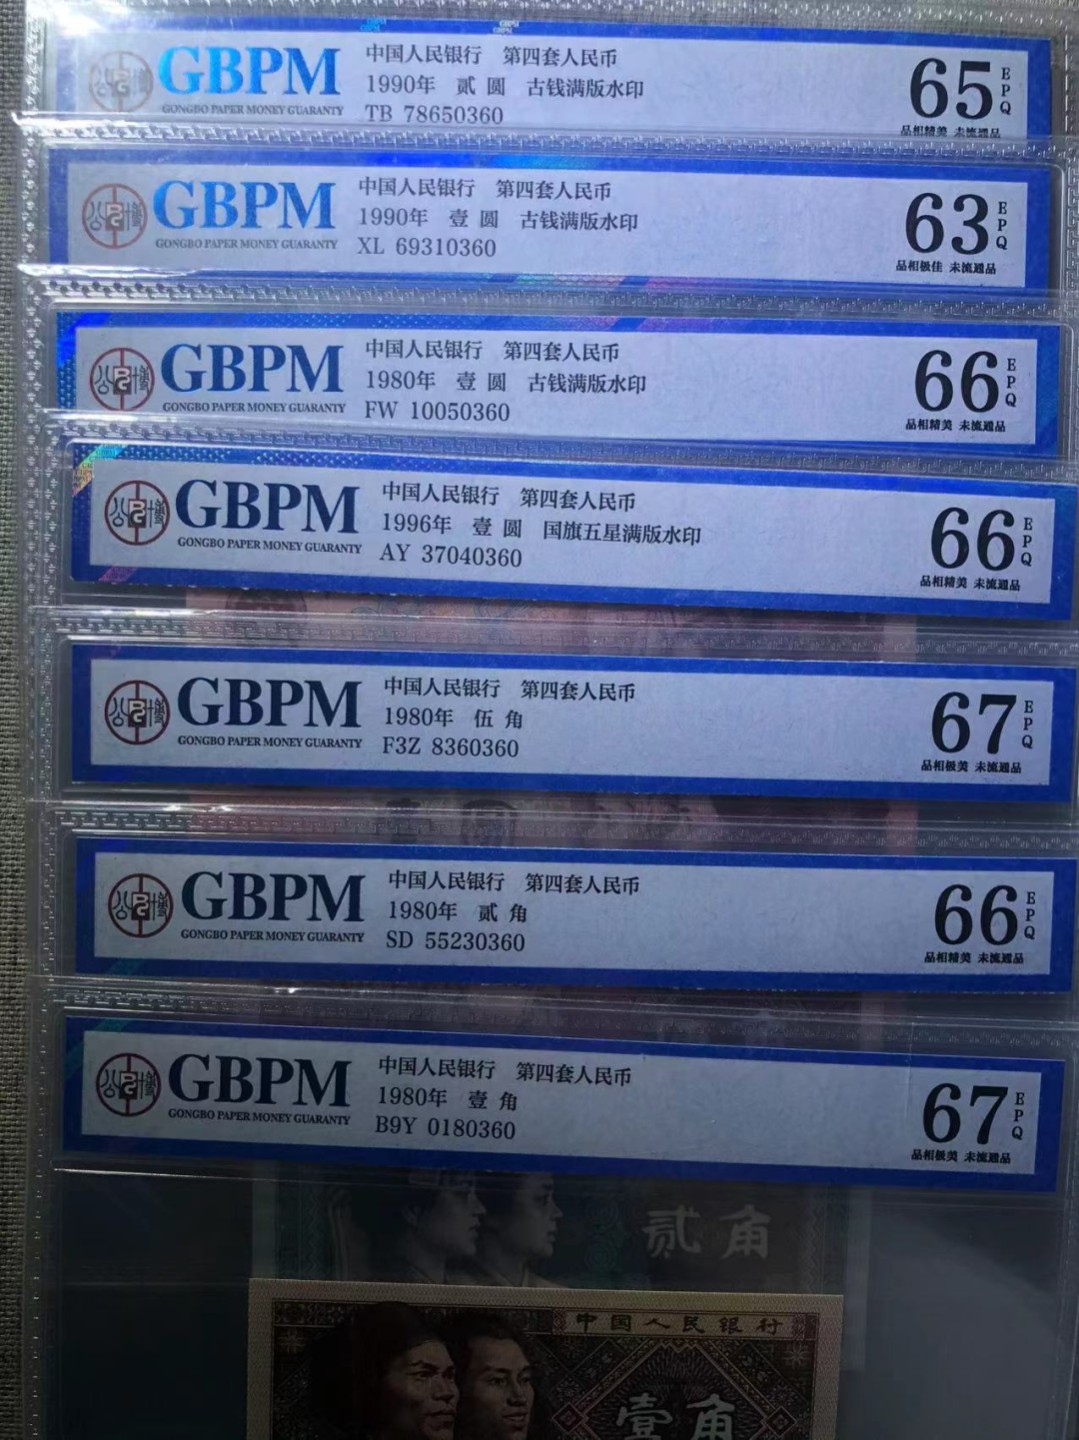 GBPM
GONGBO PAPER MONEY GUARANTY
中国人民银行 第四套人民币
1990年 贰 圆 古钱满版水印
TB 78650360
65
EPQ
品相精美 未流通品
GBPM
GONGBO PAPER MONEY GUARANTY
中国人民银行 第四套人民币
1990年 壹 圆 古钱满版水印
XL 69310360
63
EPQ
品相极佳 未流通品
GBPM
GONGBO PAPER MONEY GUARANTY
中国人民银行 第四套人民币
1980年 壹 圆 古钱满版水印
FW 10050360
66
EPQ
品相精美 未流通品
GBPM
GONGBO PAPER MONEY GUARANTY
中国人民银行 第四套人民币
1996年 壹 圆 国旗五星满版水印
AY 37040360
66
EPQ
品相精美 未流通品
GBPM
GONGBO PAPER MONEY GUARANTY
中国人民银行 第四套人民币
1980年 伍 角
F3Z 8360360
67
EPQ
品相极美 未流通品
GBPM
GONGBO PAPER MONEY GUARANTY
中国人民银行 第四套人民币
1980年 贰 角
SD 55230360
66
EPQ
品相精美 未流通品
GBPM
GONGBO PAPER MONEY GUARANTY
中国人民银行 第四套人民币
1980年 壹 角
B9Y 0180360
67
EPQ
品相极美 未流通品
贰角
中国人民银行
壹角